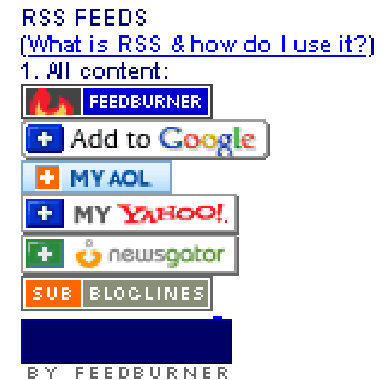 RSS FEEDS
(What is RSS & how do I use it?)
1. All content:
FEEDBURNER
Add to Google
MY AOL
MY YAHOO!
newsgator
SUB BLOGLINES
BY FEEDBURNER